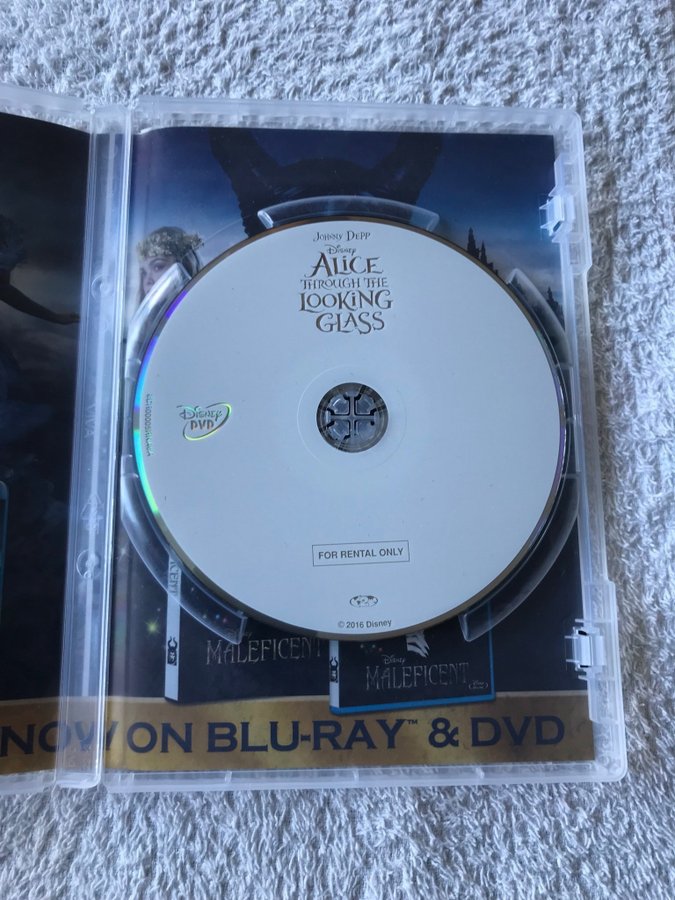 JOHNNY DEPP
Disney
ALICE
THROUGH THE
LOOKING
GLASS
Disney
DVD
FOR RENTAL ONLY
© 2016 Disney
Disney
MALEFICENT
Disney
MALEFICENT
NOW ON BLU-RAY™ & DVD